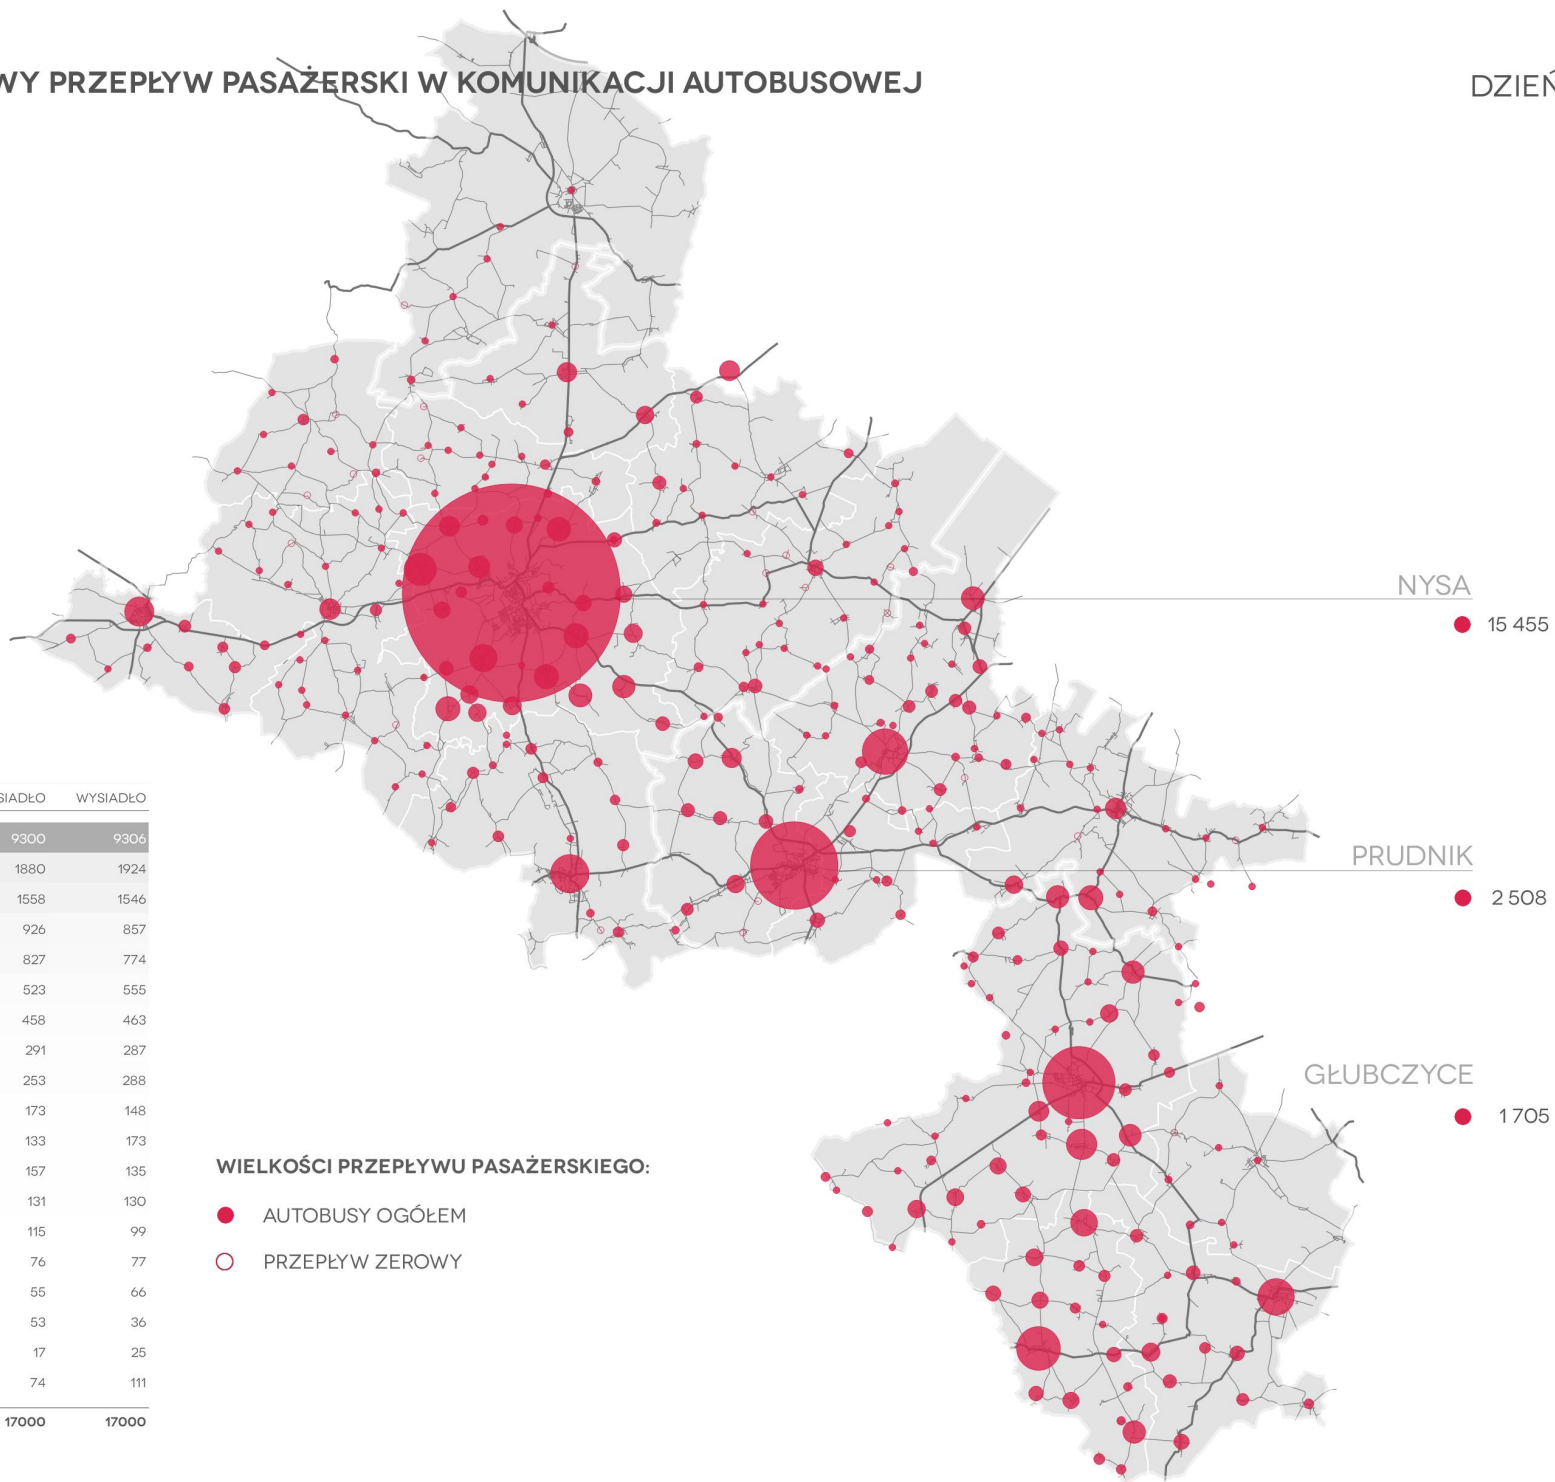 WY PRZEPŁYW PASAŻERSKI W KOMUNIKACJI AUTOBUSOWEJ
DZIEŃ
NYSA
15 455
PRUDNIK
2 508
GŁUBCZYCE
1 705
SIADŁO WYSIADŁO
9300 9306
1880 1924
1558 1546
926 857
827 774
523 555
458 463
291 287
253 288
173 148
133 173
157 135
131 130
115 99
76 77
55 66
53 36
17 25
74 111
17000 17000
WIELKOŚCI PRZEPŁYWU PASAŻERSKIEGO:
AUTOBUSY OGÓŁEM
PRZEPŁYW ZEROWY